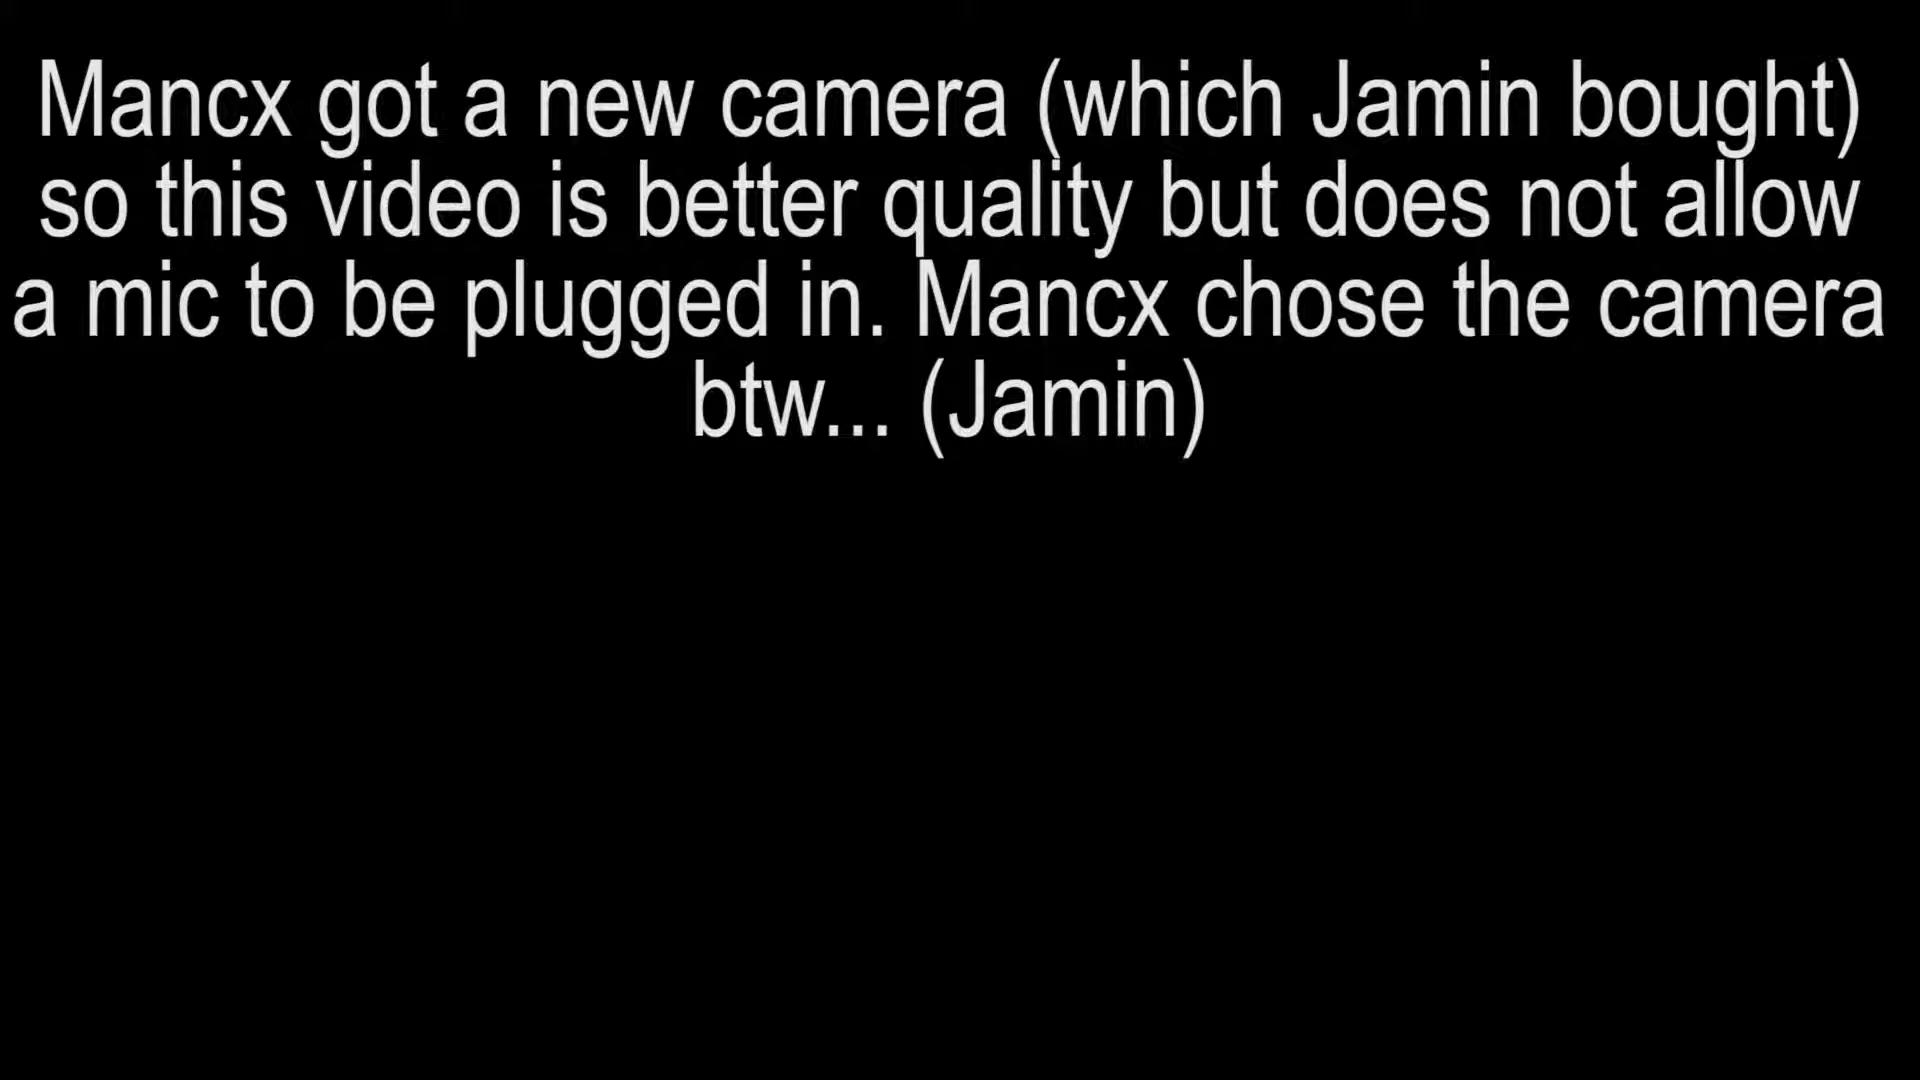 Mancx got a new camera (which Jamin bought)
so this video is better quality but does not allow
a mic to be plugged in. Mancx chose the camera
btw... (Jamin)